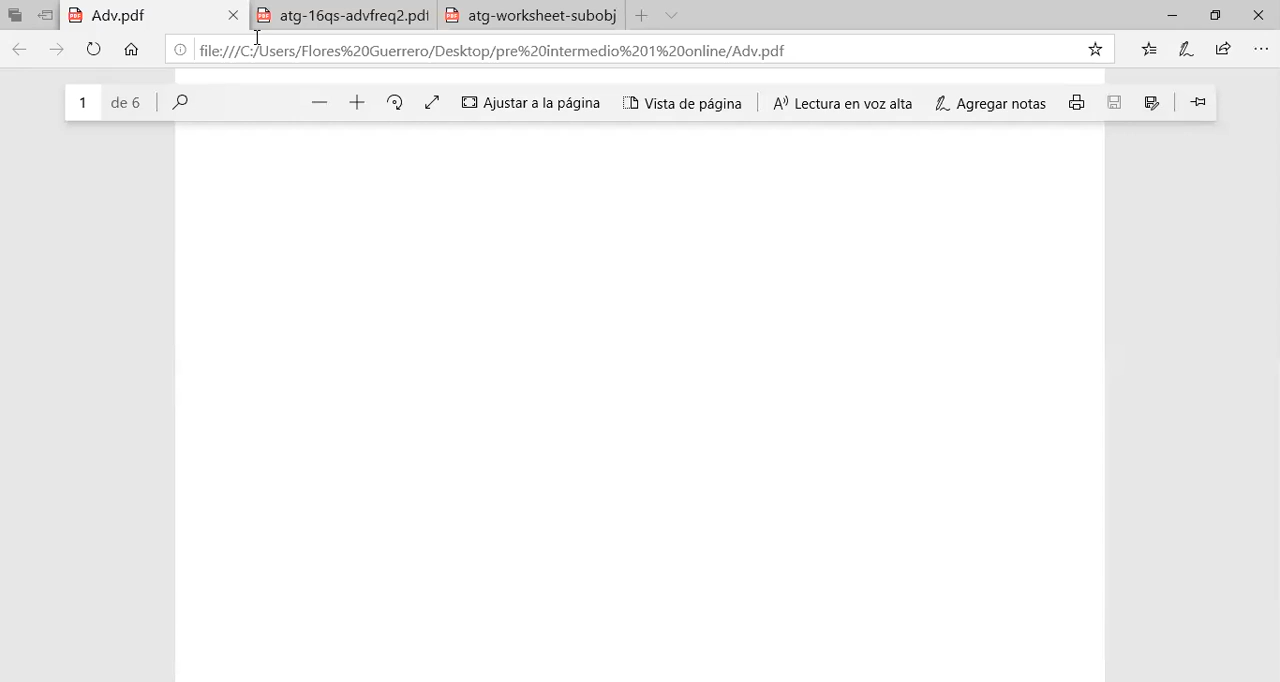 Adv.pdf
atg-16qs-advfreq2.pdf
atg-worksheet-subobj
file:///C:/Users/Flores%20Guerrero/Desktop/pre%20intermedio%201%20online/Adv.pdf
1 de 6
Ajustar a la página
Vista de página
Lectura en voz alta
Agregar notas